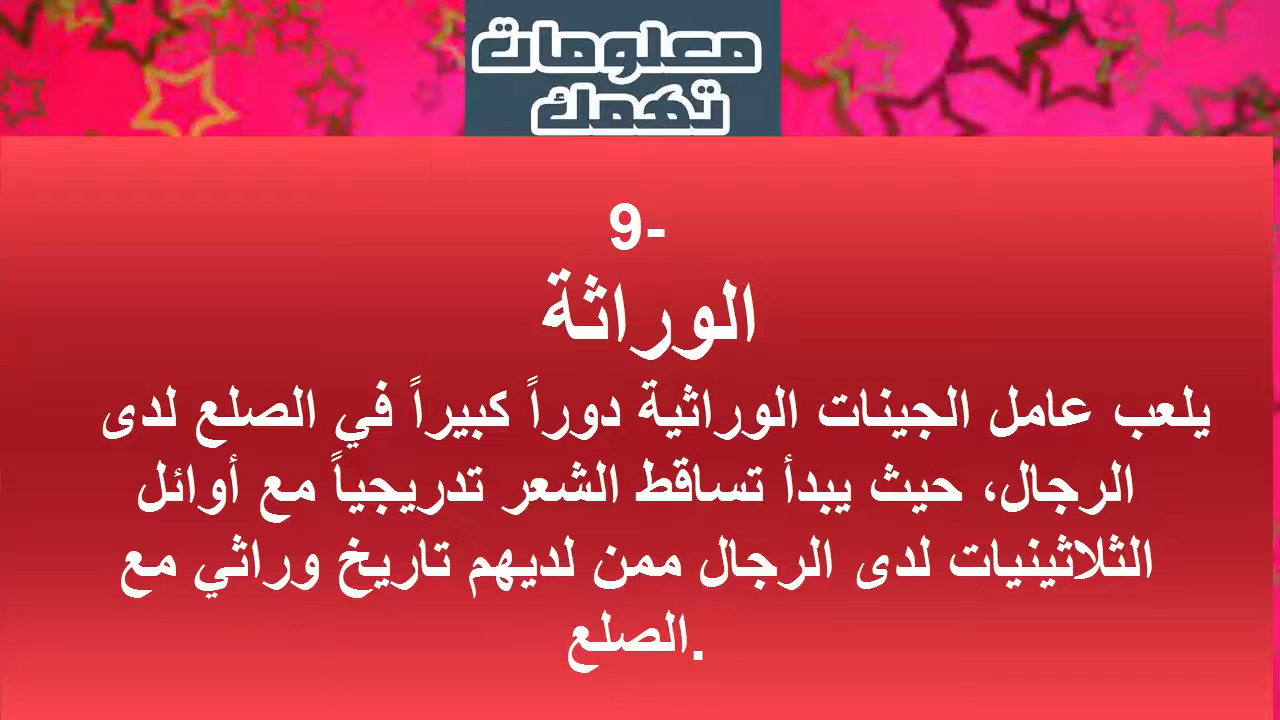 معلومات
تهمك
9-
الوراثة
يلعب عامل الجينات الوراثية دوراً كبيراً في الصلع لدى
الرجال، حيث يبدأ تساقط الشعر تدريجياً مع أوائل
الثلاثينيات لدى الرجال ممن لديهم تاريخ وراثي مع
الصلع.